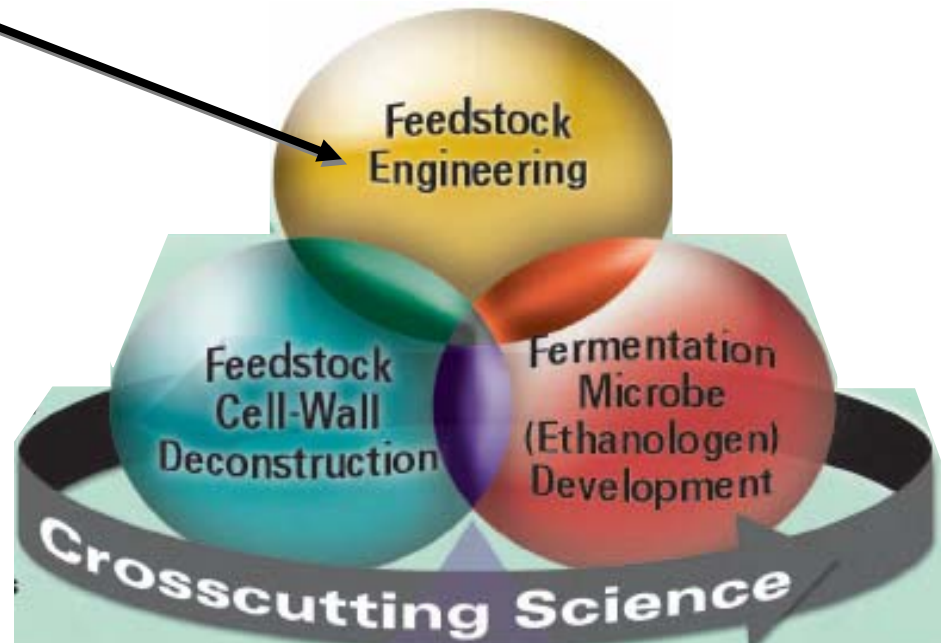 Feedstock
Engineering
Feedstock
Cell-Wall
Deconstruction
Fermentation
Microbe
(Ethanologen)
Development
Crosscutting Science
s